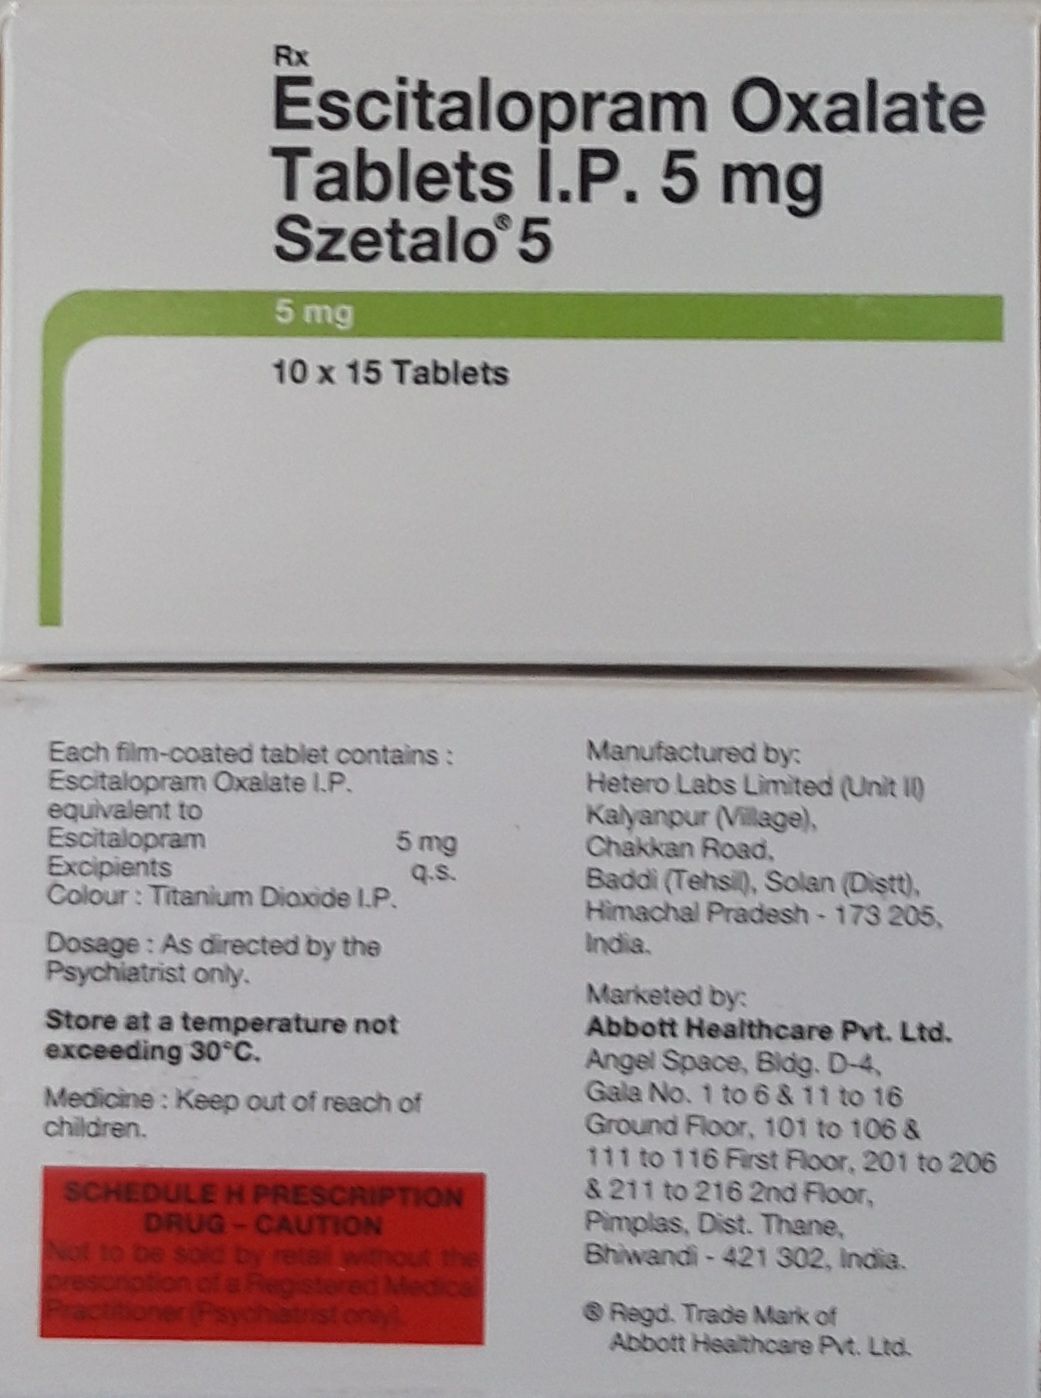 Rx
Escitalopram Oxalate
Tablets I.P. 5 mg
Szetalo® 5
5 mg
10 x 15 Tablets
Each film-coated tablet contains :
Escitalopram Oxalate I.P.
equivalent to
Escitalopram 5 mg
Excipients q.s.
Colour : Titanium Dioxide I.P.
Dosage : As directed by the
Psychiatrist only.
Store at a temperature not
exceeding 30°C.
Medicine : Keep out of reach of
children.
SCHEDULE H PRESCRIPTION
DRUG – CAUTION
Not to be sold by retail without the
prescription of a Registered Medical
Practitioner (Psychiatrist only).
Manufactured by:
Hetero Labs Limited (Unit II)
Kalyanpur (Village),
Chakkan Road,
Baddi (Tehsil), Solan (Distt),
Himachal Pradesh - 173 205,
India.
Marketed by:
Abbott Healthcare Pvt. Ltd.
Angel Space, Bldg. D-4,
Gala No. 1 to 6 & 11 to 16
Ground Floor, 101 to 106 &
111 to 116 First Floor, 201 to 206
& 211 to 216 2nd Floor,
Pimplas, Dist. Thane,
Bhiwandi - 421 302, India.
® Regd. Trade Mark of
Abbott Healthcare Pvt. Ltd.